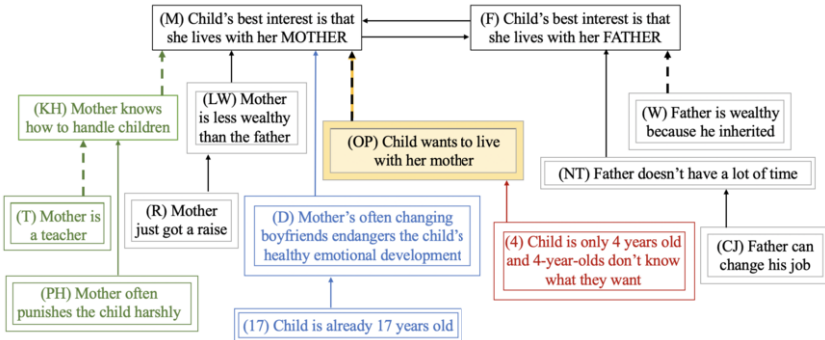 (M) Child's best interest is that
she lives with her MOTHER
(F) Child's best interest is that
she lives with her FATHER
(KH) Mother knows
how to handle children
(LW) Mother
is less wealthy
than the father
(OP) Child wants to live
with her mother
(W) Father is wealthy
because he inherited
(NT) Father doesn't have a lot of time
(T) Mother is
a teacher
(R) Mother
just got a raise
(D) Mother's often changing
boyfriends endangers the child's
healthy emotional development
(4) Child is only 4 years old
and 4-year-olds don't know
what they want
(CJ) Father can
change his job
(PH) Mother often
punishes the child harshly
(17) Child is already 17 years old